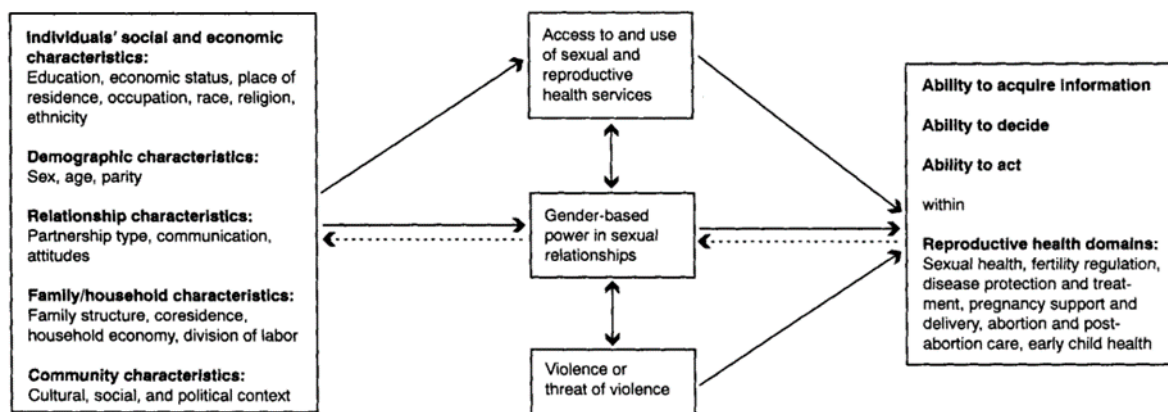 Individuals' social and economic
characteristics:
Education, economic status, place of
residence, occupation, race, religion,
ethnicity
Demographic characteristics:
Sex, age, parity
Relationship characteristics:
Partnership type, communication,
attitudes
Family/household characteristics:
Family structure, coresidence,
household economy, division of labor
Community characteristics:
Cultural, social, and political context
Access to and use
of sexual and
reproductive
health services
Gender-based
power in sexual
relationships
Violence or
threat of violence
Ability to acquire information
Ability to decide
Ability to act
within
Reproductive health domains:
Sexual health, fertility regulation,
disease protection and treat-
ment, pregnancy support and
delivery, abortion and post-
abortion care, early child health